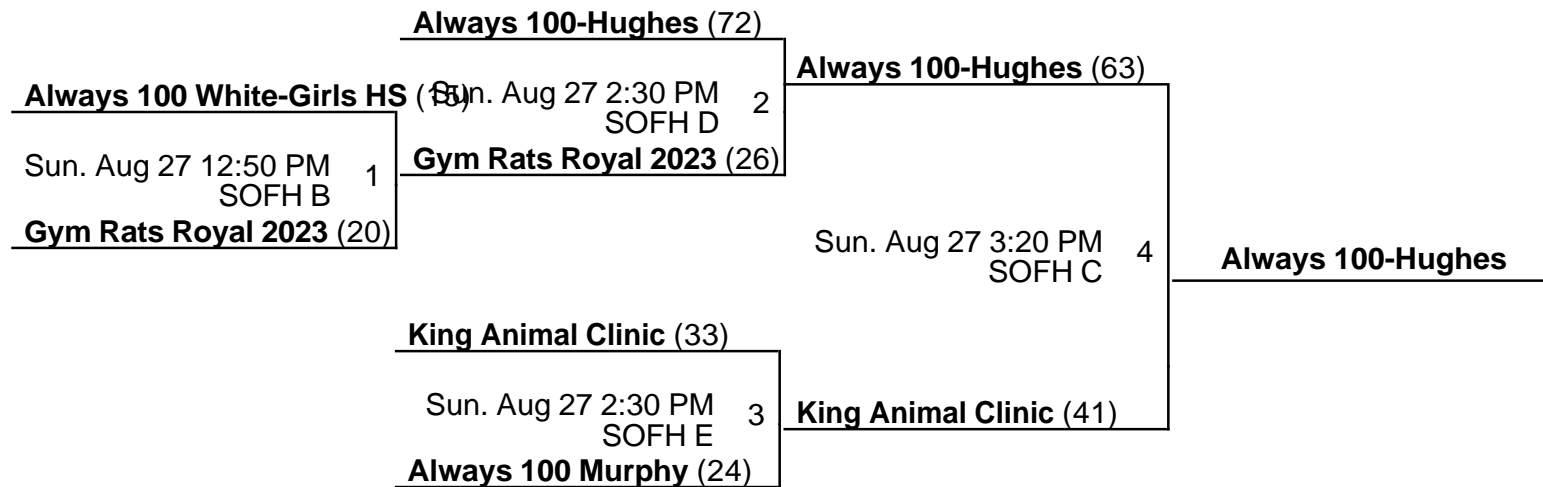 Always 100-Hughes (72)
Always 100-Hughes (63)
Always 100 White-Girls HS (15)
Sun. Aug 27 2:30 PM
2
SOFH D
Gym Rats Royal 2023 (26)
Sun. Aug 27 12:50 PM
1
SOFH B
Gym Rats Royal 2023 (20)
Sun. Aug 27 3:20 PM
4
SOFH C
Always 100-Hughes
King Animal Clinic (33)
Sun. Aug 27 2:30 PM
3
SOFH E
King Animal Clinic (41)
Always 100 Murphy (24)